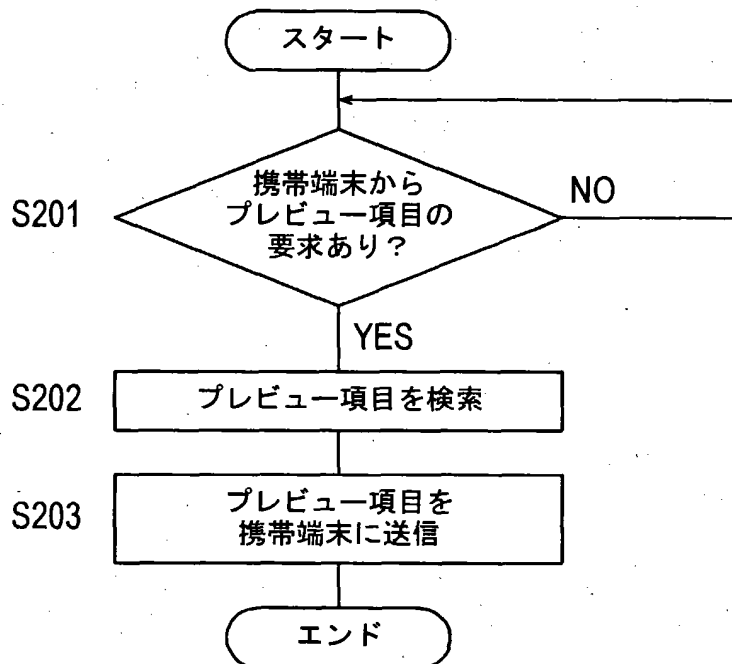 スタート
S201
携帯端末から
プレビュー項目の
要求あり?
NO
YES
S202
プレビュー項目を検索
S203
プレビュー項目を
携帯端末に送信
エンド